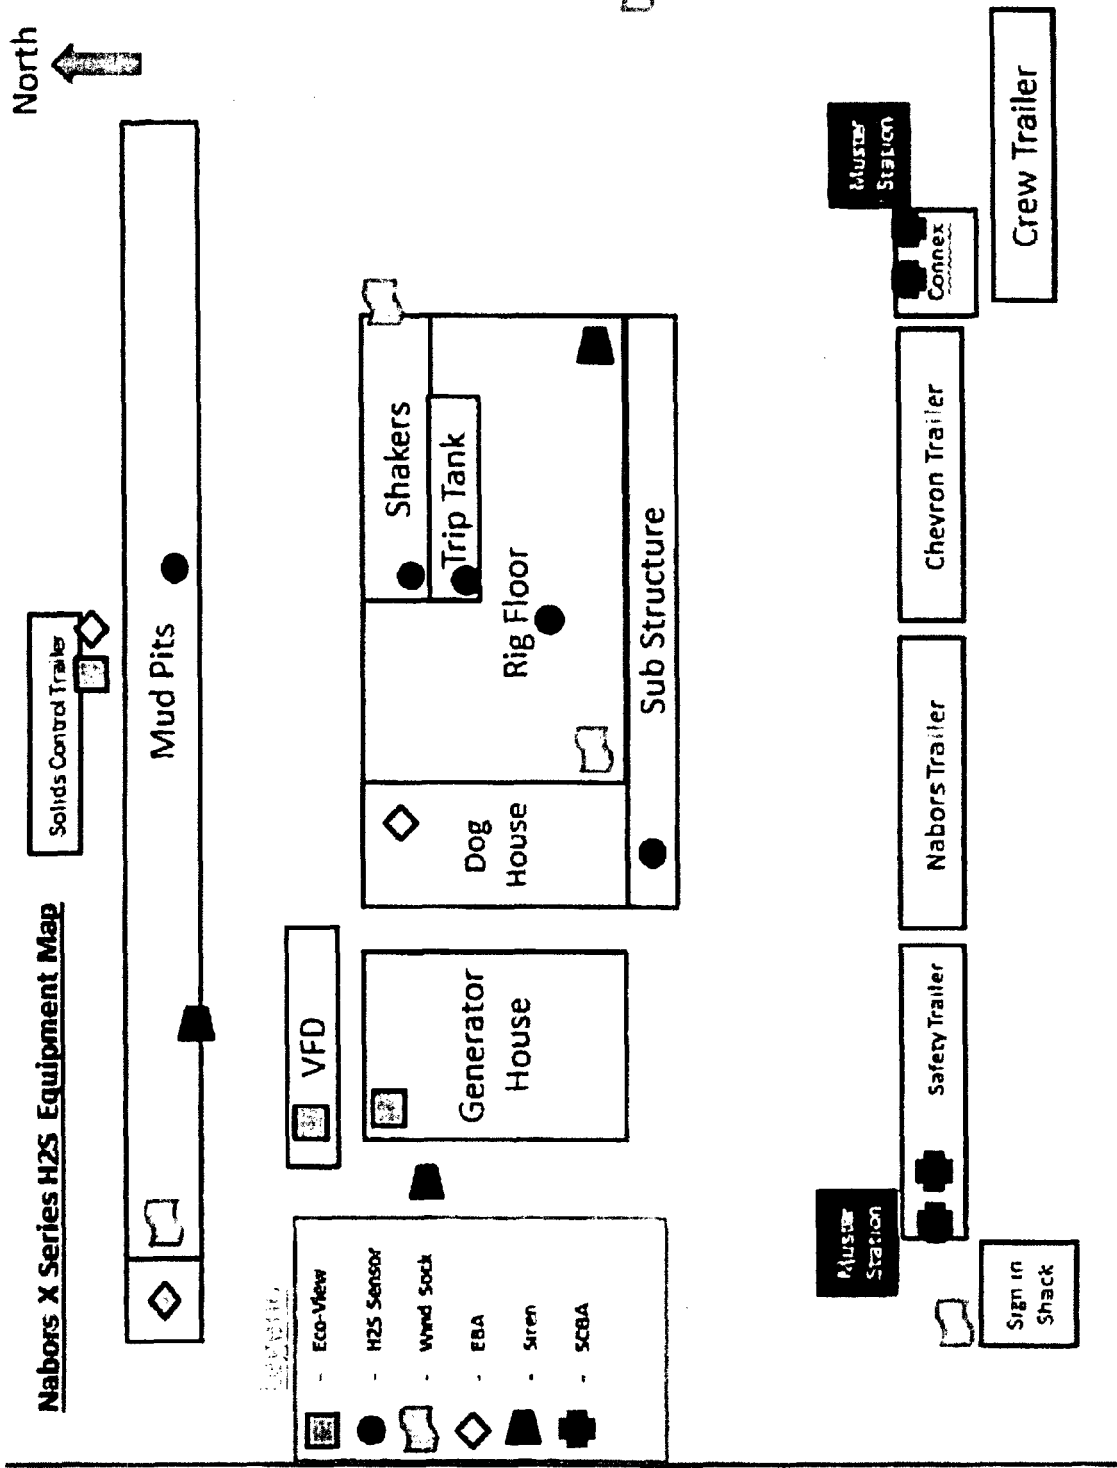 Nabors X Series H2S Equipment Map
North
Solids Control Trailer
Mud Pits
VFD
Generator
House
Dog
House
Shakers
Trip Tank
Rig Floor
Sub Structure
Legend
- Eco-View
- H2S Sensor
- Wind Sock
- EBA
- Siren
- SCBA
Muster
Station
Sign in
Shack
Safety Trailer
Nabors Trailer
Chevron Trailer
Connex
Muster
Station
Crew Trailer